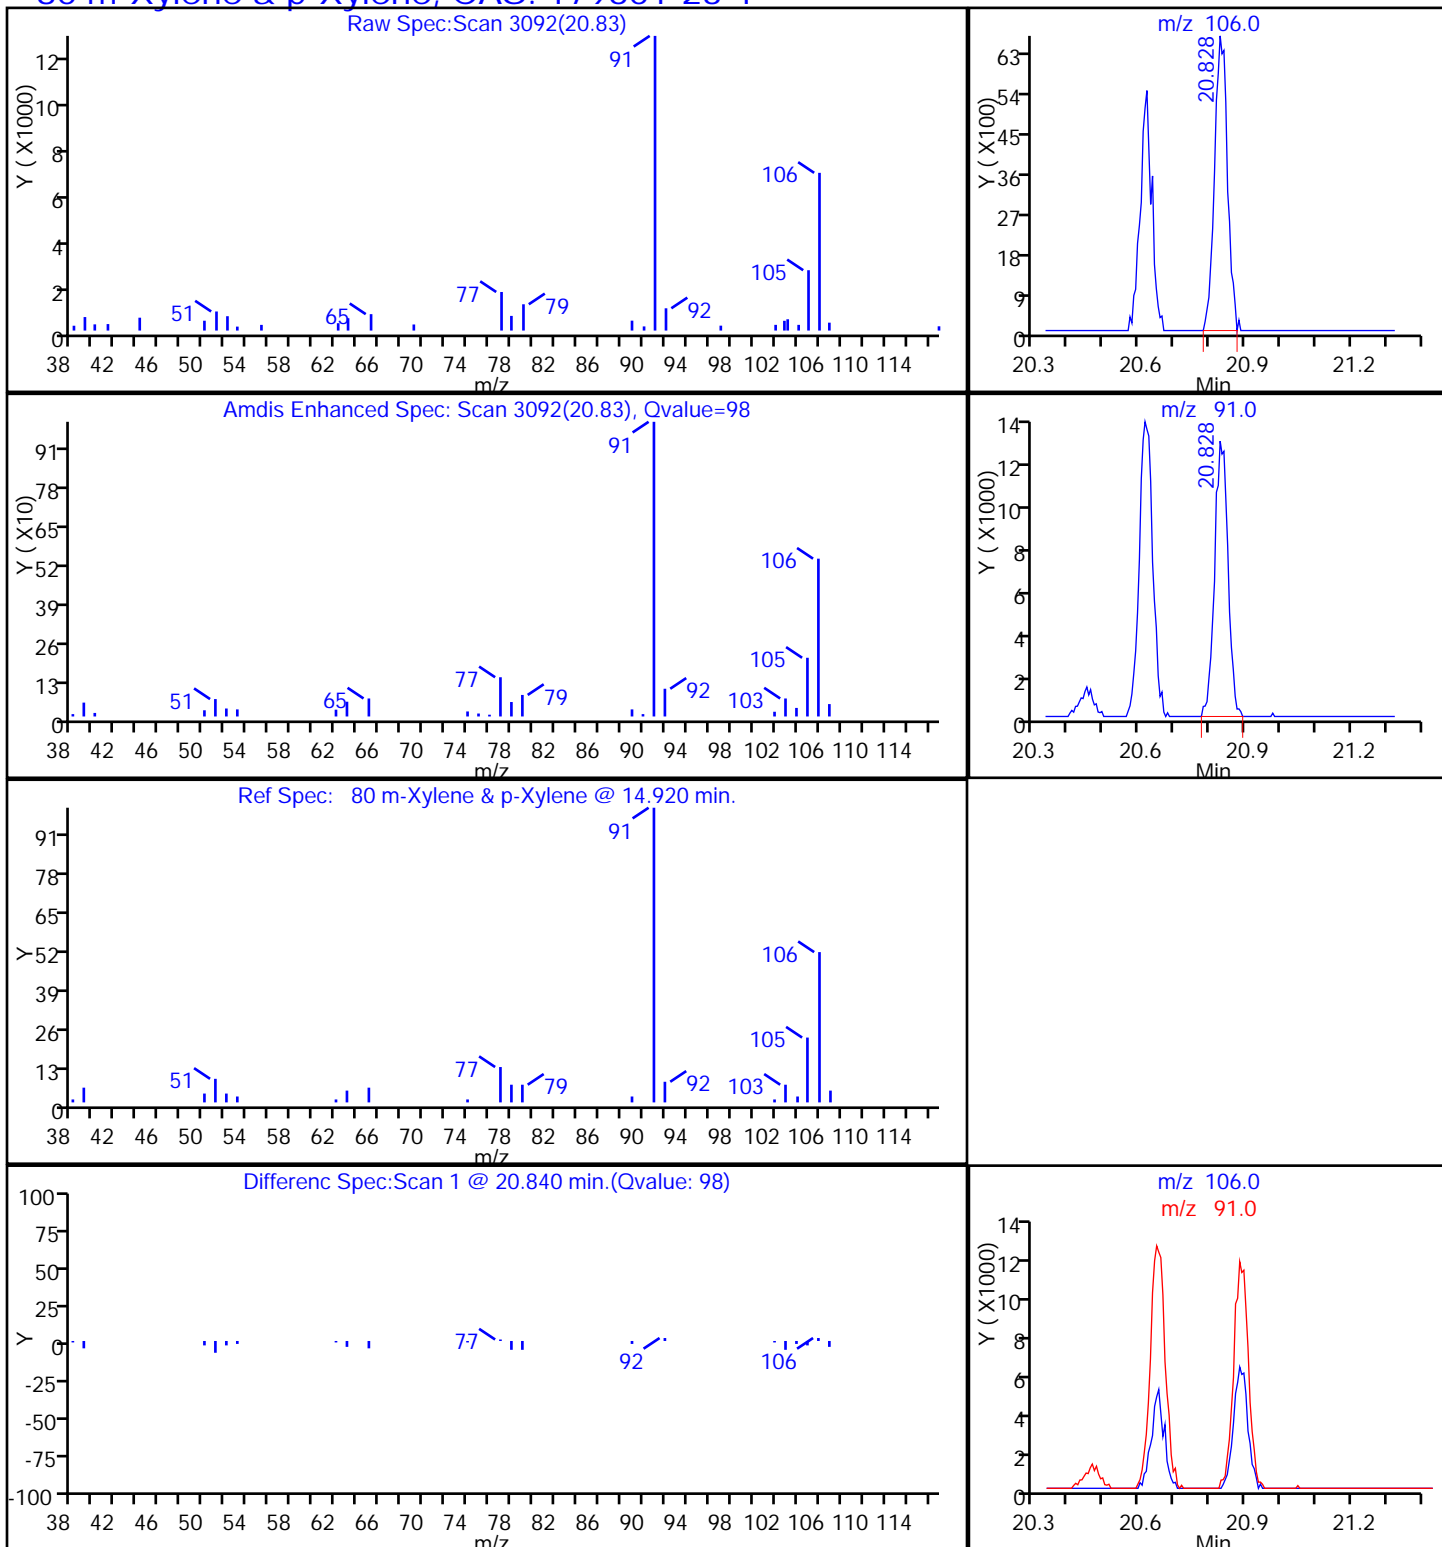 80 m-Xylene & p-Xylene, CAS: 179601-23-1
Raw Spec:Scan 3092(20.83)
Y ( X1000)
12
10
8
6
4
2
0
51
65
77
79
91
92
105
106
38 42 46 50 54 58 62 66 70 74 78 82 86 90 94 98 102 106 110 114
m/z
m/z 106.0
Y ( X100)
63
54
45
36
27
18
9
0
20.828
20.3 20.6 20.9 21.2
Min
Amdis Enhanced Spec: Scan 3092(20.83), Qvalue=98
Y ( X10)
91
78
65
52
39
26
13
0
51
65
77
79
91
92
103
105
106
38 42 46 50 54 58 62 66 70 74 78 82 86 90 94 98 102 106 110 114
m/z
m/z 91.0
Y ( X1000)
14
12
10
8
6
4
2
0
20.828
20.3 20.6 20.9 21.2
Min
Ref Spec: 80 m-Xylene & p-Xylene @ 14.920 min.
Y
91
78
65
52
39
26
13
0
51
77
79
91
92
103
105
106
38 42 46 50 54 58 62 66 70 74 78 82 86 90 94 98 102 106 110 114
m/z
Differenc Spec:Scan 1 @ 20.840 min.(Qvalue: 98)
Y
100
75
50
25
0
-25
-50
-75
-100
77
92
106
38 42 46 50 54 58 62 66 70 74 78 82 86 90 94 98 102 106 110 114
m/z
m/z 106.0
m/z 91.0
Y ( X1000)
14
12
10
8
6
4
2
0
20.3 20.6 20.9 21.2
Min